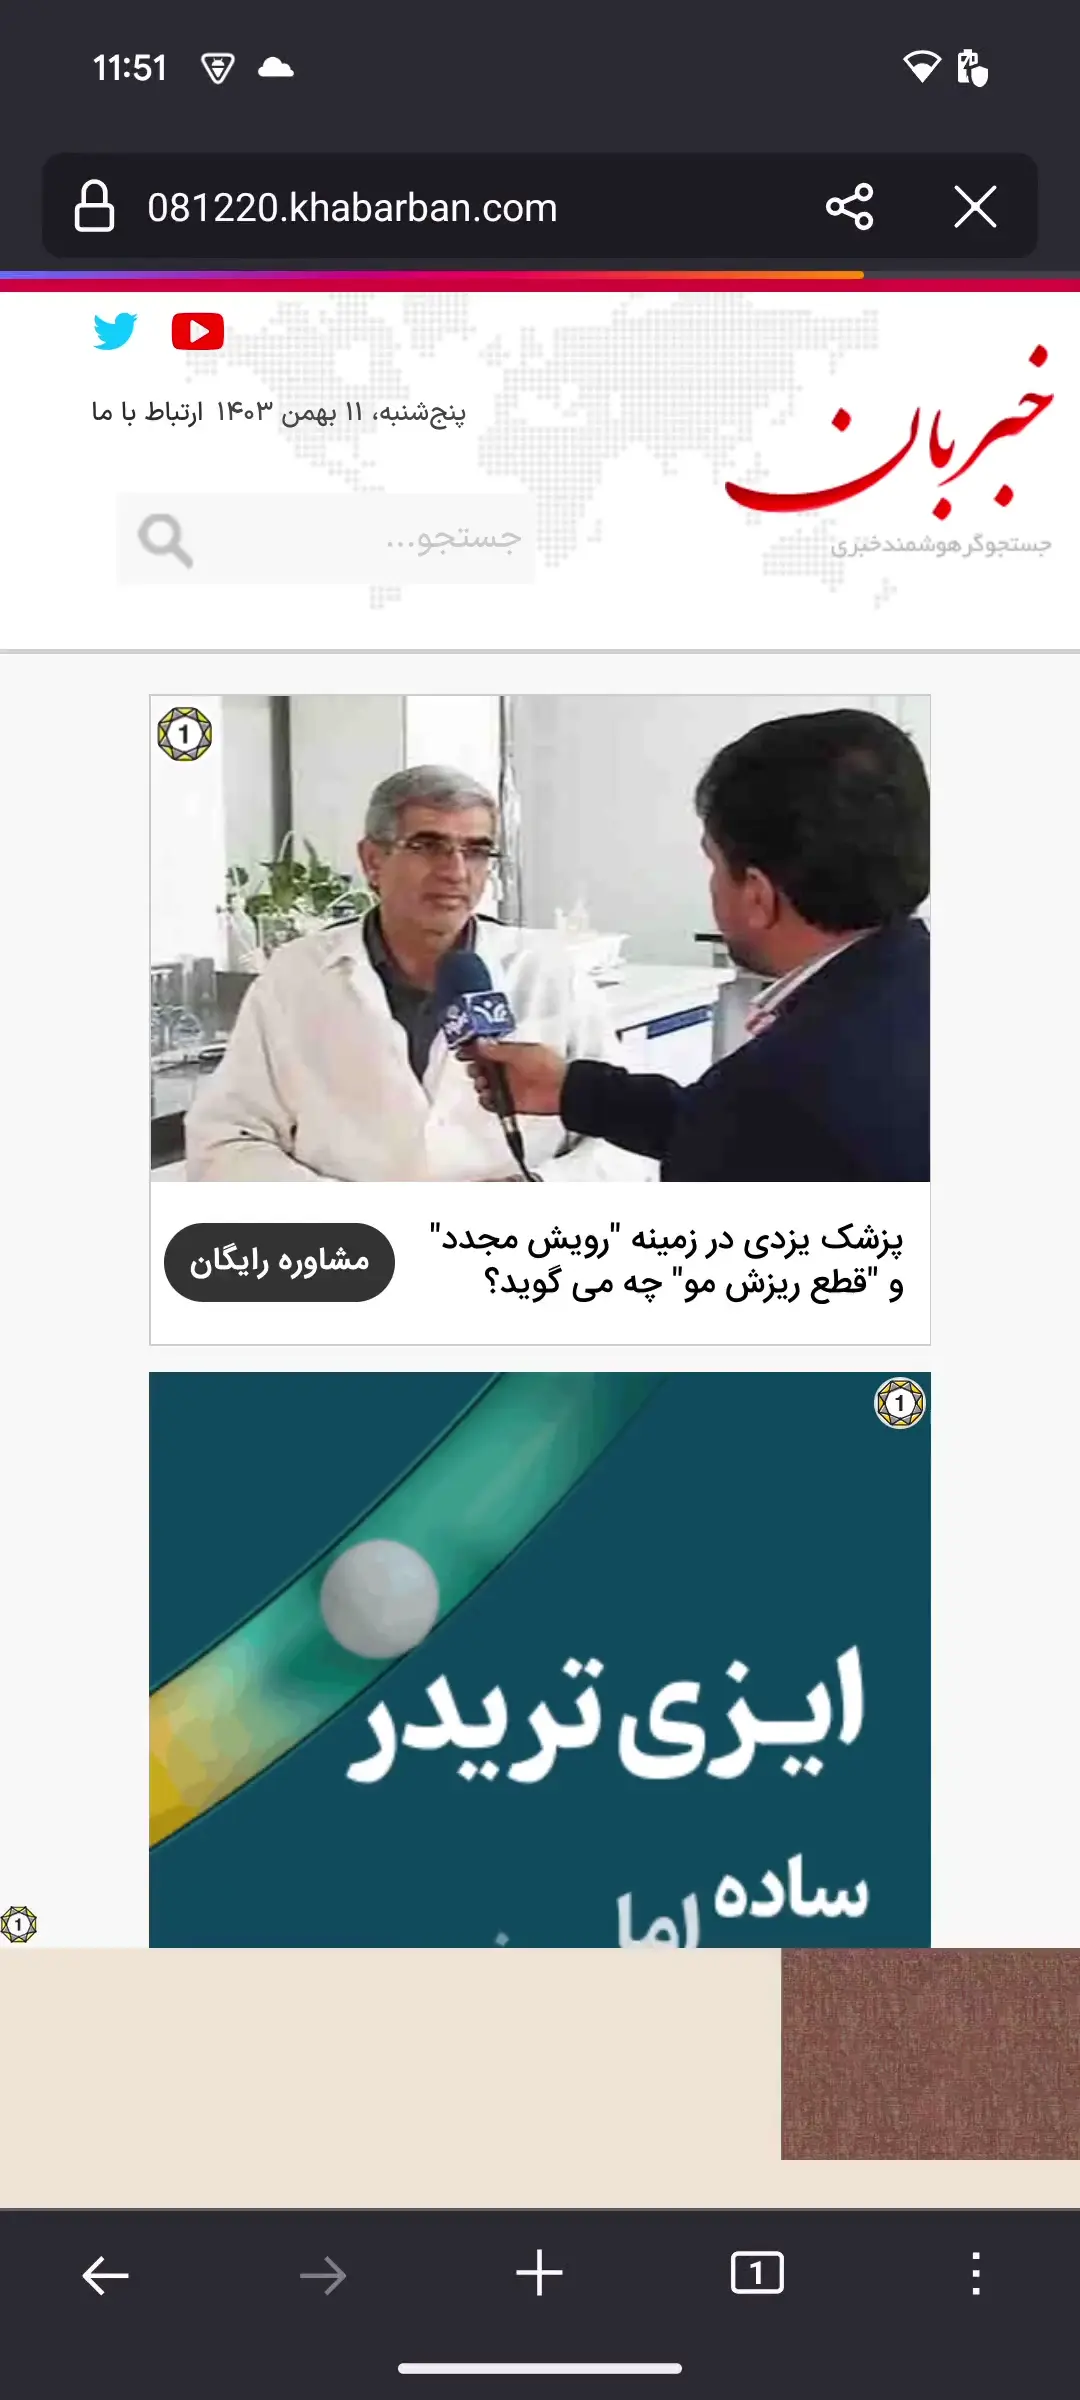 11:51
081220.khabarban.com
خبربان
جستجوگر هوشمند خبری
پنج‌شنبه، ۱۱ بهمن ۱۴۰۳ ارتباط با ما
جستجو...
1
پزشک یزدی در زمینه "رویش مجدد"
و "قطع ریزش مو" چه می گوید؟
مشاوره رایگان
1
ایزی تریدر
ساده اما
1
1